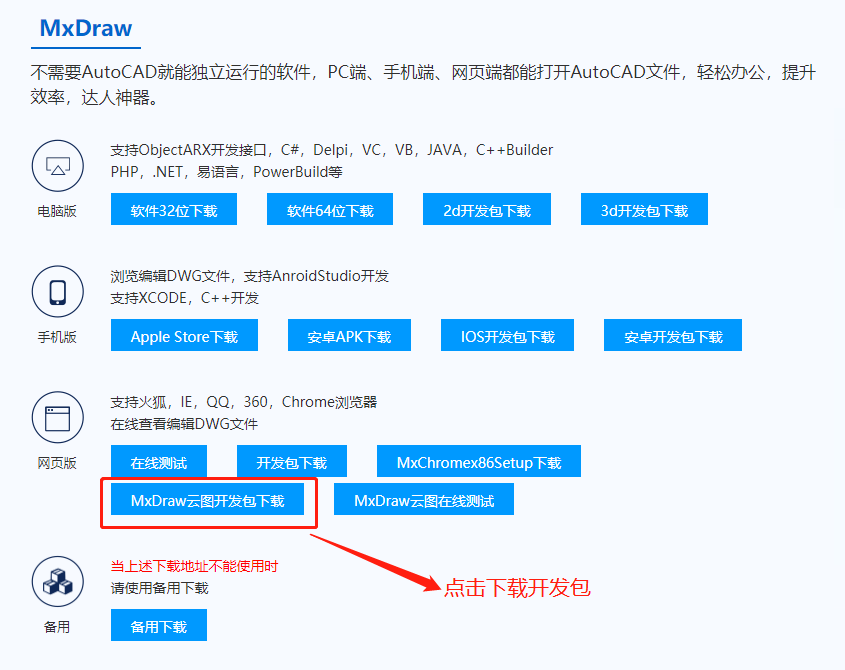 MxDraw
不需要AutoCAD就能独立运行的软件，PC端、手机端、网页端都能打开AutoCAD文件，轻松办公，提升
效率，达人神器。
支持ObjectARX开发接口，C#，Delpi，VC，VB，JAVA，C++Builder
PHP，.NET，易语言，PowerBuild等
电脑版
软件32位下载 软件64位下载 2d开发包下载 3d开发包下载
浏览编辑DWG文件，支持AnroidStudio开发
支持XCODE，C++开发
手机版
Apple Store下载 安卓APK下载 IOS开发包下载 安卓开发包下载
支持火狐，IE，QQ，360，Chrome浏览器
在线查看编辑DWG文件
网页版
在线测试 开发包下载 MxChromex86Setup下载
MxDraw云图开发包下载 MxDraw云图在线测试
当上述下载地址不能使用时
请使用备用下载
点击下载开发包
备用
备用下载